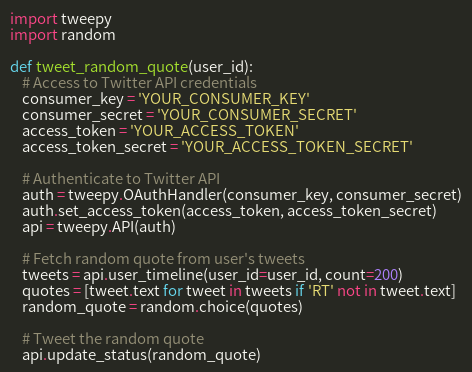 import tweepy
import random

def tweet_random_quote(user_id):
    # Access to Twitter API credentials
    consumer_key = 'YOUR_CONSUMER_KEY'
    consumer_secret = 'YOUR_CONSUMER_SECRET'
    access_token = 'YOUR_ACCESS_TOKEN'
    access_token_secret = 'YOUR_ACCESS_TOKEN_SECRET'

    # Authenticate to Twitter API
    auth = tweepy.OAuthHandler(consumer_key, consumer_secret)
    auth.set_access_token(access_token, access_token_secret)
    api = tweepy.API(auth)

    # Fetch random quote from user's tweets
    tweets = api.user_timeline(user_id=user_id, count=200)
    quotes = [tweet.text for tweet in tweets if 'RT' not in tweet.text]
    random_quote = random.choice(quotes)

    # Tweet the random quote
    api.update_status(random_quote)